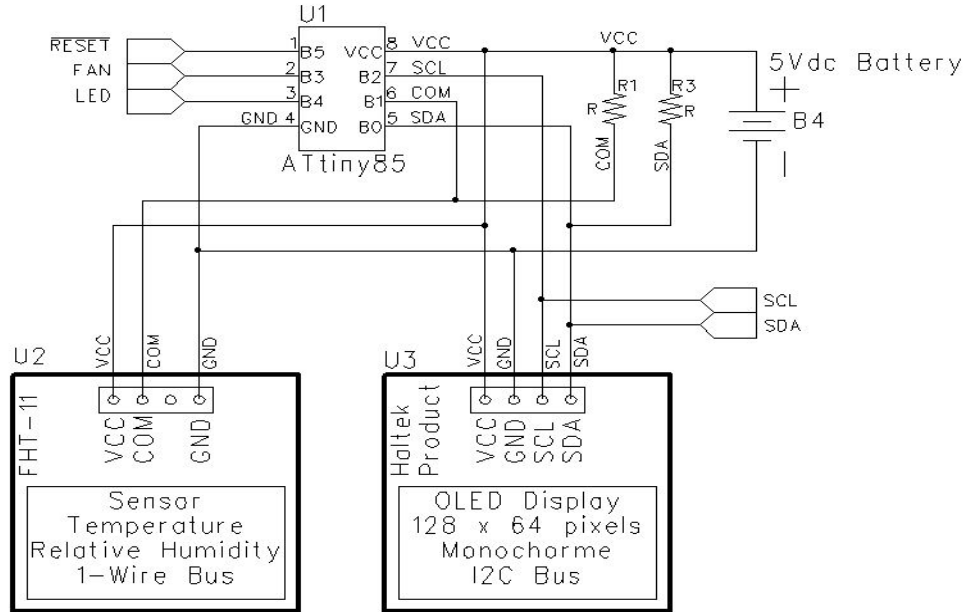 U1
RESET
FAN
LED
1
2
3
GND 4
B5
B3
B4
GND
VCC
B2
B1
B0
8 VCC
7 SCL
6 COM
5 SDA
ATtiny85
VCC
R1
R
COM
R3
R
SDA
5Vdc Battery
+
B4
SCL
SDA
U2
VCC
COM
GND
FHT-11
VCC
COM
GND
Sensar
Temperature
Relative Humidity
1-Wire Bus
U3
VCC
GND
SCL
SDA
Haltek
Product
VCC
GND
SCL
SDA
OLED Display
128 x 64 pixels
Monocharme
I2C Bus